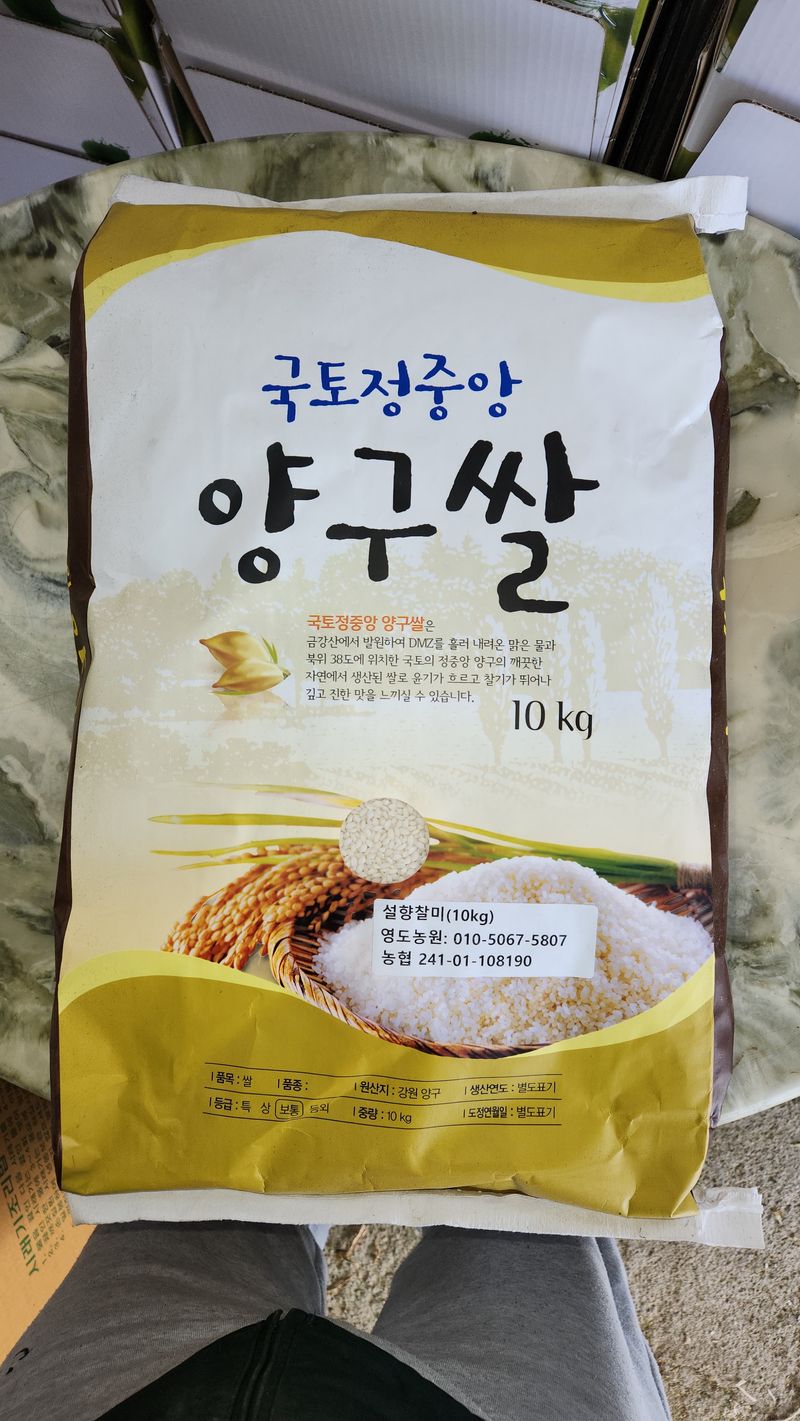 국토정중앙
양구쌀
국토정중앙 양구쌀은
금강산에서 발원하여 DMZ를 흘러 내려온 맑은 물과
북위 38도에 위치한 국토의 정중앙 양구의 깨끗한
자연에서 생산된 쌀로 윤기가 흐르고 찰기가 뛰어나
깊고 진한 맛을 느끼실 수 있습니다.
10 kg
설향찰미(10kg)
영도농원: 010-5067-5807
농협 241-01-108190
품목 : 쌀 품종 : 원산지 : 강원 양구 생산연도 : 별도표기
등급 : 특 상 보통 등외 중량 : 10 kg 도정연월일 : 별도표기